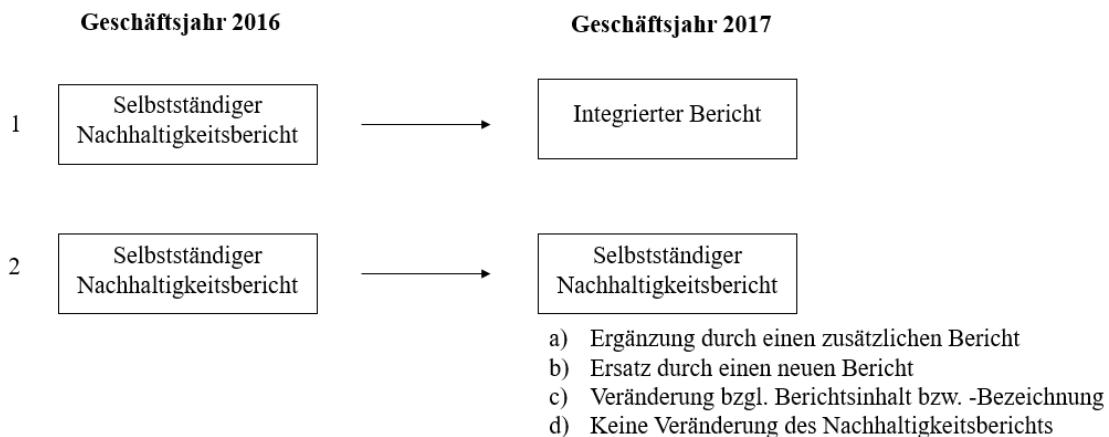 Geschäftsjahr 2016
Geschäftsjahr 2017
1
Selbstständiger
Nachhaltigkeitsbericht
Integrierter Bericht
2
Selbstständiger
Nachhaltigkeitsbericht
Selbstständiger
Nachhaltigkeitsbericht
a) Ergänzung durch einen zusätzlichen Bericht
b) Ersatz durch einen neuen Bericht
c) Veränderung bzgl. Berichtsinhalt bzw. -Bezeichnung
d) Keine Veränderung des Nachhaltigkeitsberichts